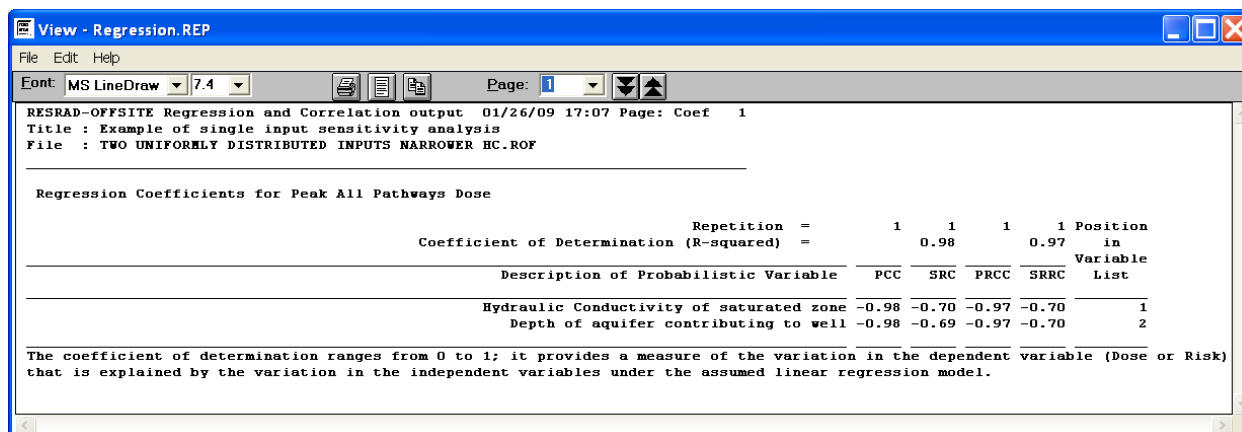 View - Regression.REP
File Edit Help
Font: MS LineDraw 7.4 Page: 1
RESRAD-OFFSITE Regression and Correlation output 01/26/09 17:07 Page: Coef 1
Title : Example of single input sensitivity analysis
File : TWO UNIFORMLY DISTRIBUTED INPUTS NARROWER HC.ROF
Regression Coefficients for Peak All Pathways Dose
Repetition = 1 1 1 1 Position
Coefficient of Determination (R-squared) = 0.98 0.97 in
Variable
Description of Probabilistic Variable PCC SRC PRCC SRRC List
Hydraulic Conductivity of saturated zone -0.98 -0.70 -0.97 -0.70 1
Depth of aquifer contributing to well -0.98 -0.69 -0.97 -0.70 2
The coefficient of determination ranges from 0 to 1; it provides a measure of the variation in the dependent variable (Dose or Risk)
that is explained by the variation in the independent variables under the assumed linear regression model.